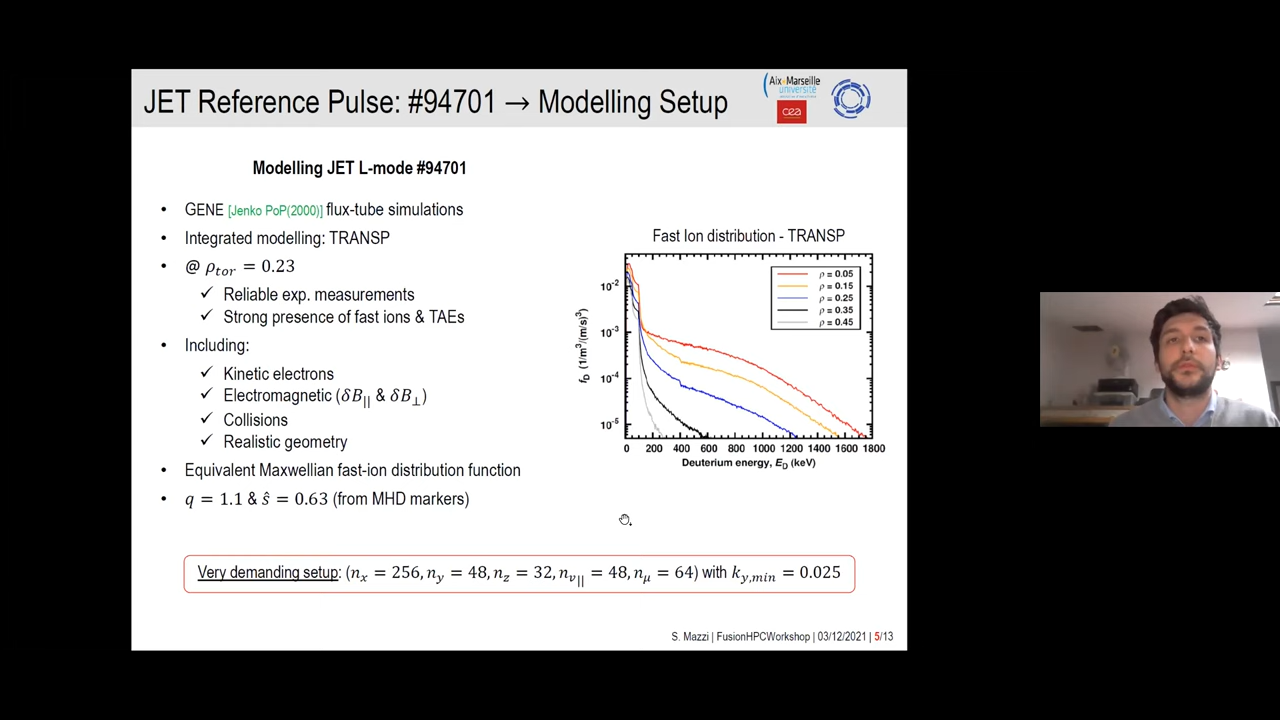 JET Reference Pulse: #94701 → Modelling Setup
Aix*Marseille
université
cea
Modelling JET L-mode #94701
• GENE [Jenko PoP(2000)] flux-tube simulations
• Integrated modelling: TRANSP
• @ ρ_tor = 0.23
✓ Reliable exp. measurements
✓ Strong presence of fast ions & TAEs
• Including:
✓ Kinetic electrons
✓ Electromagnetic (δB_|| & δB_⊥)
✓ Collisions
✓ Realistic geometry
• Equivalent Maxwellian fast-ion distribution function
• q = 1.1 & ŝ = 0.63 (from MHD markers)
Fast Ion distribution - TRANSP
ρ = 0.05
ρ = 0.15
ρ = 0.25
ρ = 0.35
ρ = 0.45
10⁻²
10⁻³
10⁻⁴
10⁻⁵
f_D (1/m³/(m/s)³)
0 200 400 600 800 1000 1200 1400 1600 1800
Deuterium energy, E_D (keV)
Very demanding setup: (n_x = 256, n_y = 48, n_z = 32, n_v|| = 48, n_μ = 64) with k_y,min = 0.025
S. Mazzi | FusionHPCWorkshop | 03/12/2021 | 5/13